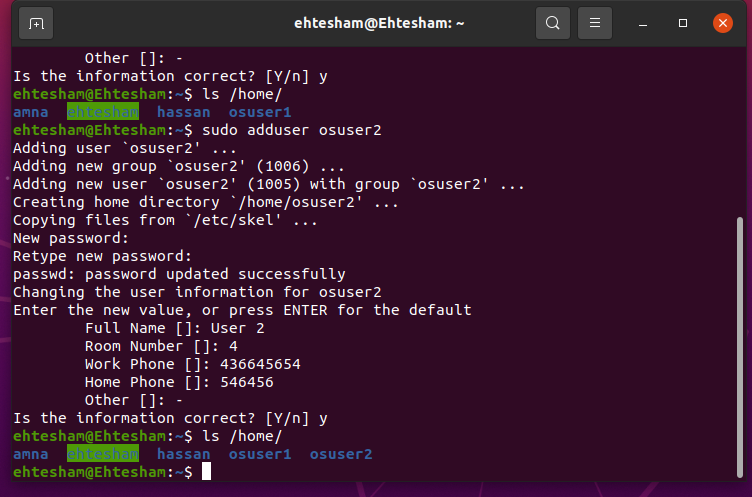 ehtesham@Ehtesham: ~
Other []: -
Is the information correct? [Y/n] y
ehtesham@Ehtesham:~$ ls /home/
amna  ehtesham  hassan  osuser1
ehtesham@Ehtesham:~$ sudo adduser osuser2
Adding user `osuser2' ...
Adding new group `osuser2' (1006) ...
Adding new user `osuser2' (1005) with group `osuser2' ...
Creating home directory `/home/osuser2' ...
Copying files from `/etc/skel' ...
New password:
Retype new password:
passwd: password updated successfully
Changing the user information for osuser2
Enter the new value, or press ENTER for the default
Full Name []: User 2
Room Number []: 4
Work Phone []: 436645654
Home Phone []: 546456
Other []: -
Is the information correct? [Y/n] y
ehtesham@Ehtesham:~$ ls /home/
amna  ehtesham  hassan  osuser1  osuser2
ehtesham@Ehtesham:~$